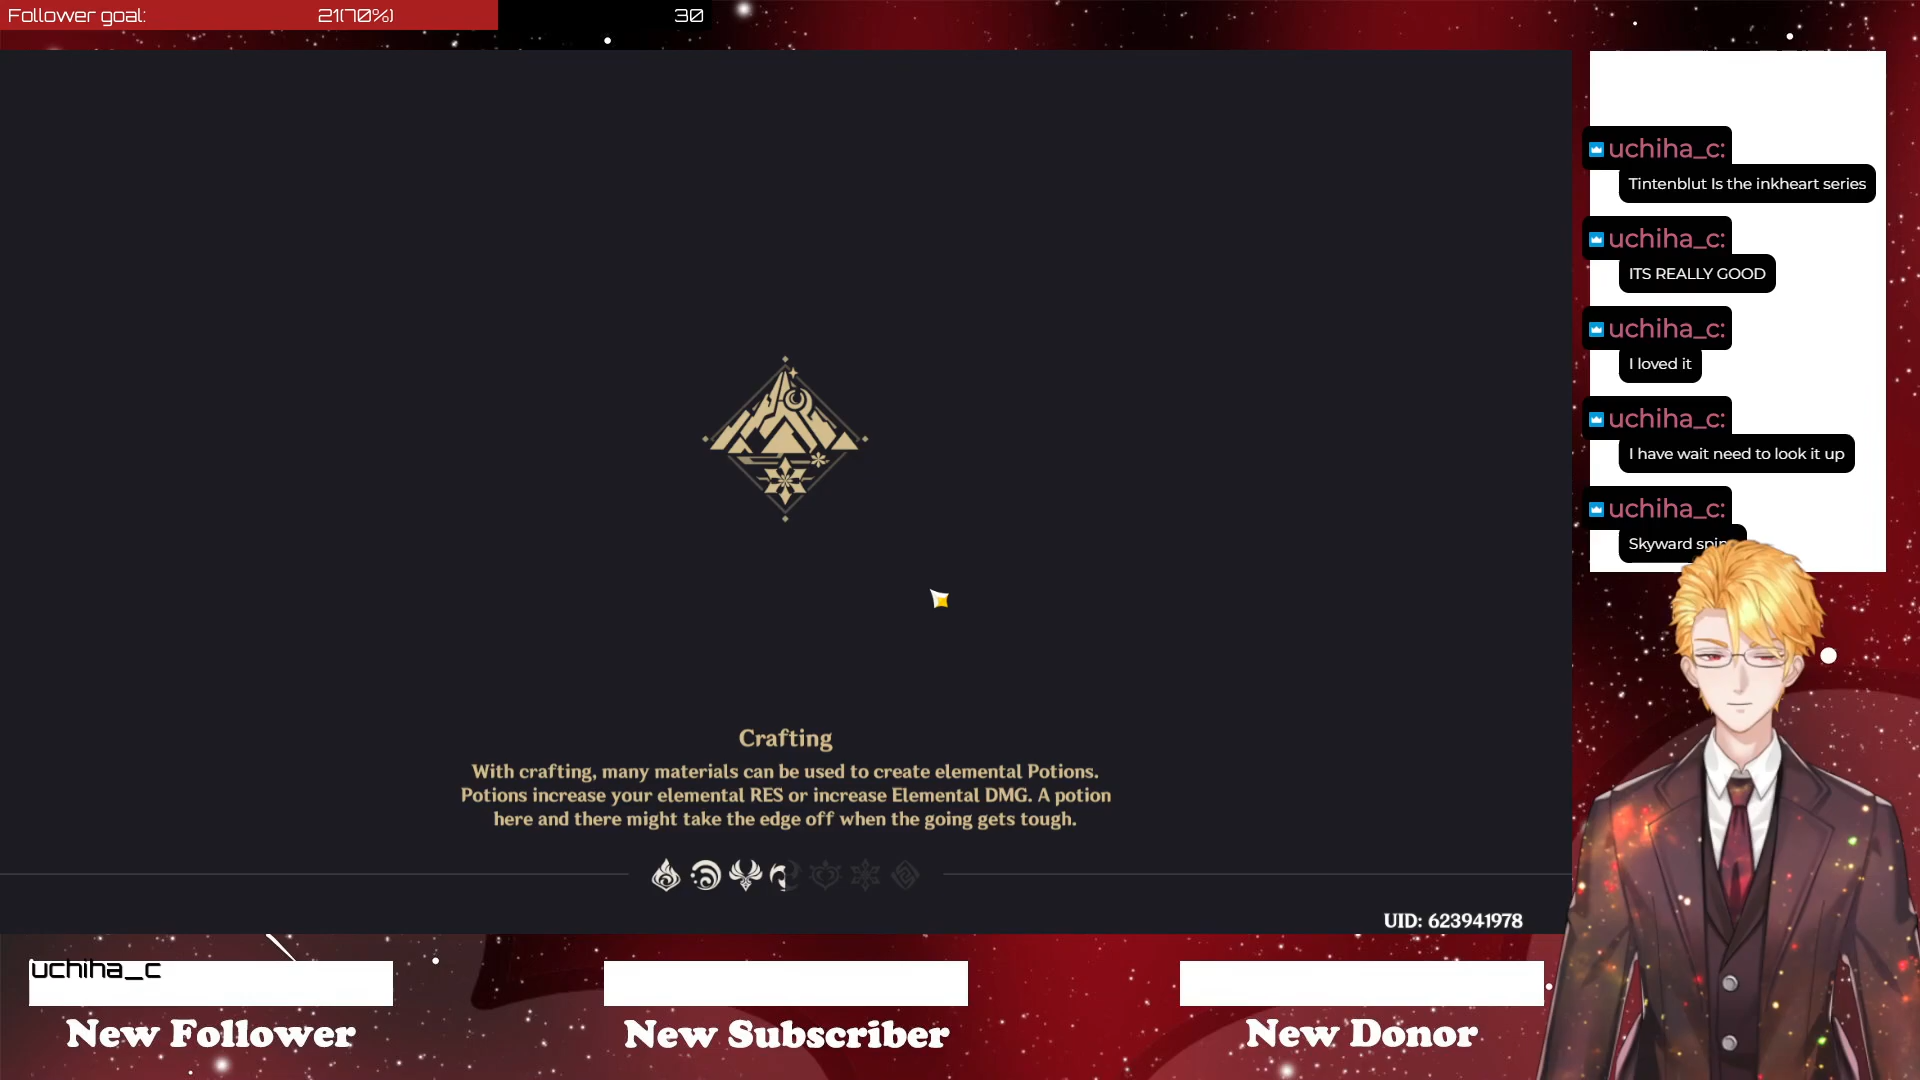 Follower goal: 21(70%) 30
uchiha_c:
Tintenblut Is the inkheart series
uchiha_c:
ITS REALLY GOOD
uchiha_c:
I loved it
uchiha_c:
I have wait need to look it up
uchiha_c:
Skyward
Crafting
With crafting, many materials can be used to create elemental Potions.
Potions increase your elemental RES or increase Elemental DMG. A potion
here and there might take the edge off when the going gets tough.
UID: 623941978
uchiha_c
New Follower
New Subscriber
New Donor